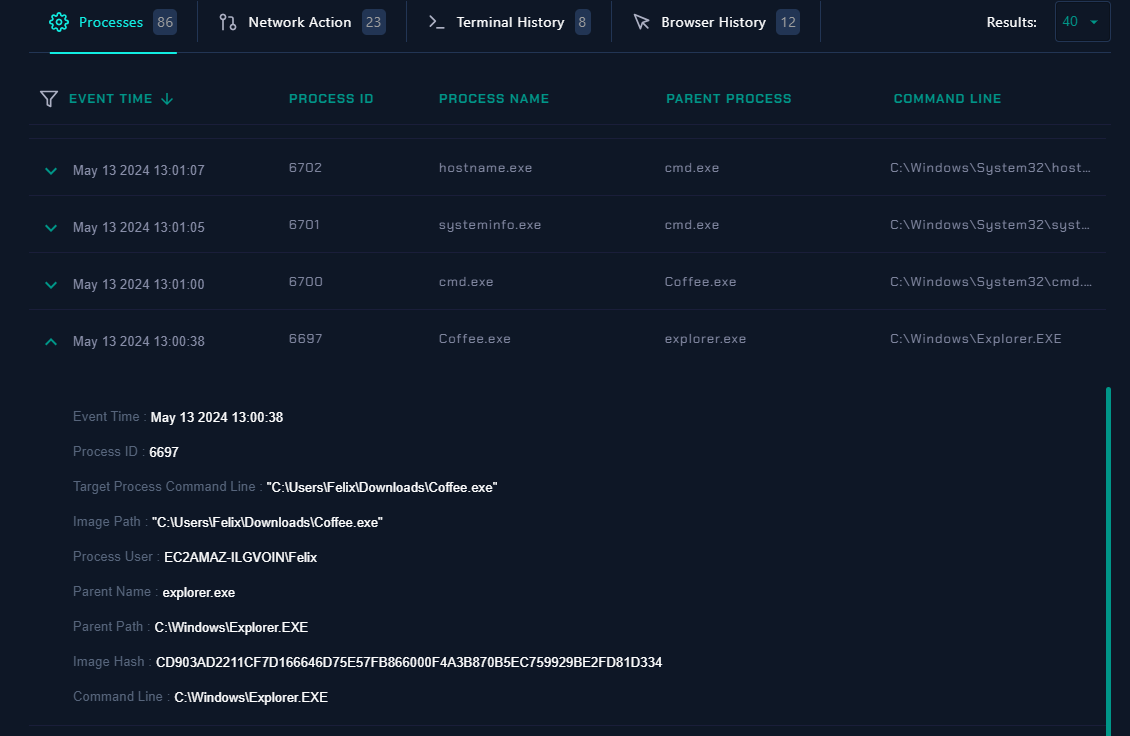 Processes 86 Network Action 23 Terminal History 8 Browser History 12 Results: 40
EVENT TIME PROCESS ID PROCESS NAME PARENT PROCESS COMMAND LINE
May 13 2024 13:01:07 6702 hostname.exe cmd.exe C:\Windows\System32\host...
May 13 2024 13:01:05 6701 systeminfo.exe cmd.exe C:\Windows\System32\syst...
May 13 2024 13:01:00 6700 cmd.exe Coffee.exe C:\Windows\System32\cmd....
May 13 2024 13:00:38 6697 Coffee.exe explorer.exe C:\Windows\Explorer.EXE
Event Time : May 13 2024 13:00:38
Process ID : 6697
Target Process Command Line : "C:\Users\Felix\Downloads\Coffee.exe"
Image Path : "C:\Users\Felix\Downloads\Coffee.exe"
Process User : EC2AMAZ-ILGVOIN\Felix
Parent Name : explorer.exe
Parent Path : C:\Windows\Explorer.EXE
Image Hash : CD903AD2211CF7D166646D75E57FB866000F4A3B870B5EC759929BE2FD81D334
Command Line : C:\Windows\Explorer.EXE